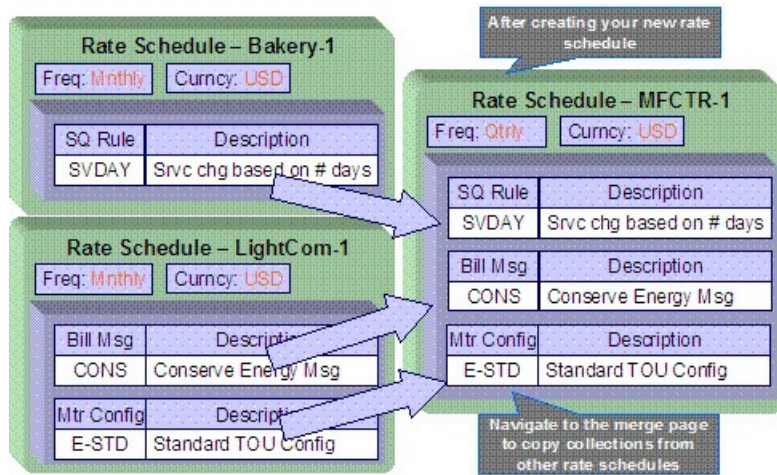 Rate Schedule – Bakery-1
Freq: Mnthly Curncy: USD
SQ Rule Description
SVDAY Srvc chg based on # days
Rate Schedule – LightCom-1
Freq: Mnthly Curncy: USD
Bill Msg Description
CONS Conserve Energy Msg
Mtr Config Description
E-STD Standard TOU Config
After creating your new rate
schedule
Rate Schedule – MFCTR-1
Freq: Qtrly Curncy: USD
SQ Rule Description
SVDAY Srvc chg based on # days
Bill Msg Description
CONS Conserve Energy Msg
Mtr Config Description
E-STD Standard TOU Config
Navigate to the merge page
to copy collections from
other rate schedules